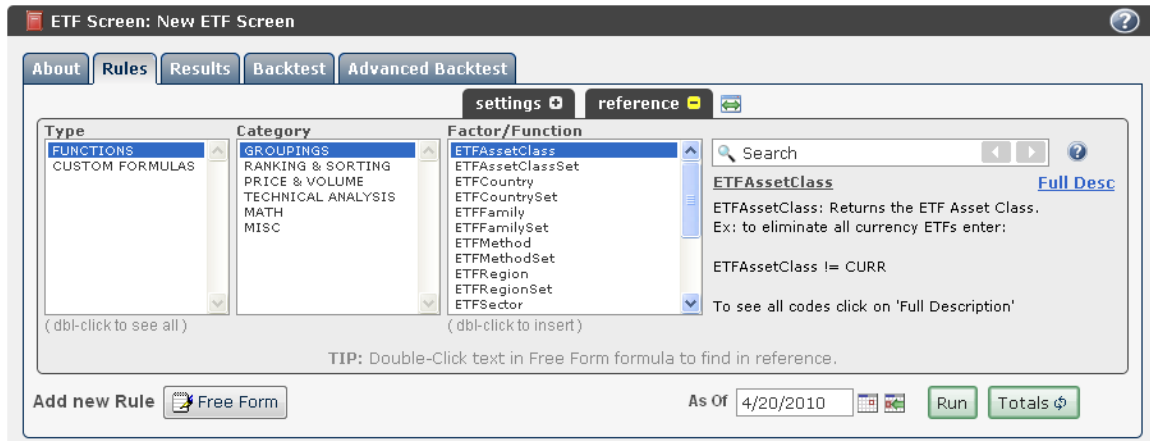 ETF Screen: New ETF Screen
About Rules Results Backtest Advanced Backtest
settings reference
Type Category Factor/Function
FUNCTIONS
CUSTOM FORMULAS
GROUPINGS
RANKING & SORTING
PRICE & VOLUME
TECHNICAL ANALYSIS
MATH
MISC
ETFAssetClass
ETFAssetClassSet
ETFCountry
ETFCountrySet
ETFFamily
ETFFamilySet
ETFMethod
ETFMethodSet
ETFRegion
ETFRegionSet
ETFSector
Search
ETFAssetClass Full Desc
ETFAssetClass: Returns the ETF Asset Class.
Ex: to eliminate all currency ETFs enter:
ETFAssetClass != CURR
To see all codes click on 'Full Description'
( dbl-click to see all ) ( dbl-click to insert )
TIP: Double-Click text in Free Form formula to find in reference.
Add new Rule Free Form As Of 4/20/2010 Run Totals